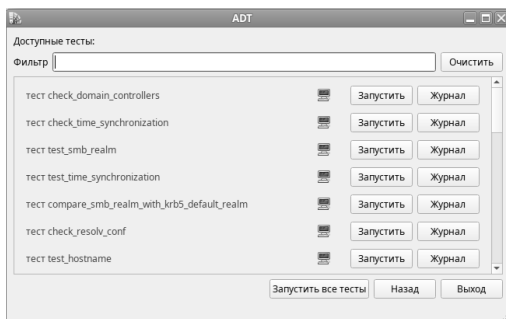 ADT
Доступные тесты:
Фильтр Очистить
тест check_domain_controllers Запустить Журнал
тест check_time_synchronization Запустить Журнал
тест test_smb_realm Запустить Журнал
тест test_time_synchronization Запустить Журнал
тест compare_smb_realm_with_krb5_default_realm Запустить Журнал
тест check_resolv_conf Запустить Журнал
тест test_hostname Запустить Журнал
Запустить все тесты Назад Выход